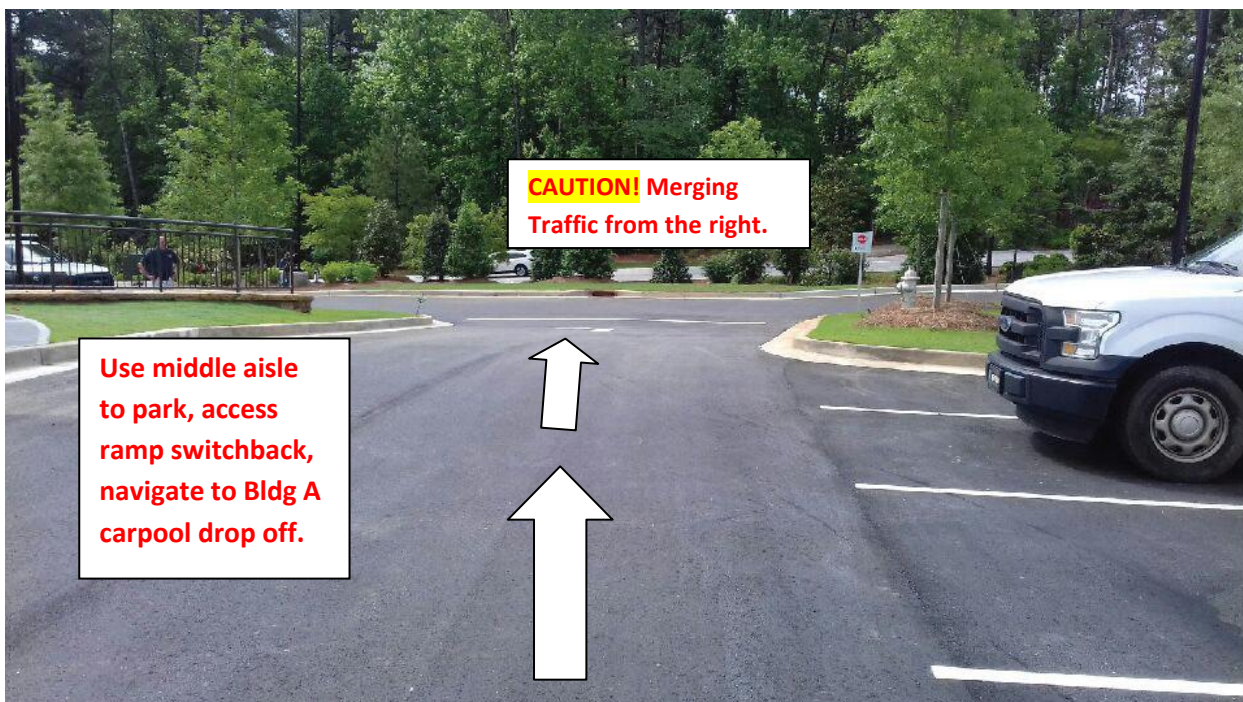 CAUTION! Merging
Traffic from the right.
Use middle aisle
to park, access
ramp switchback,
navigate to Bldg A
carpool drop off.